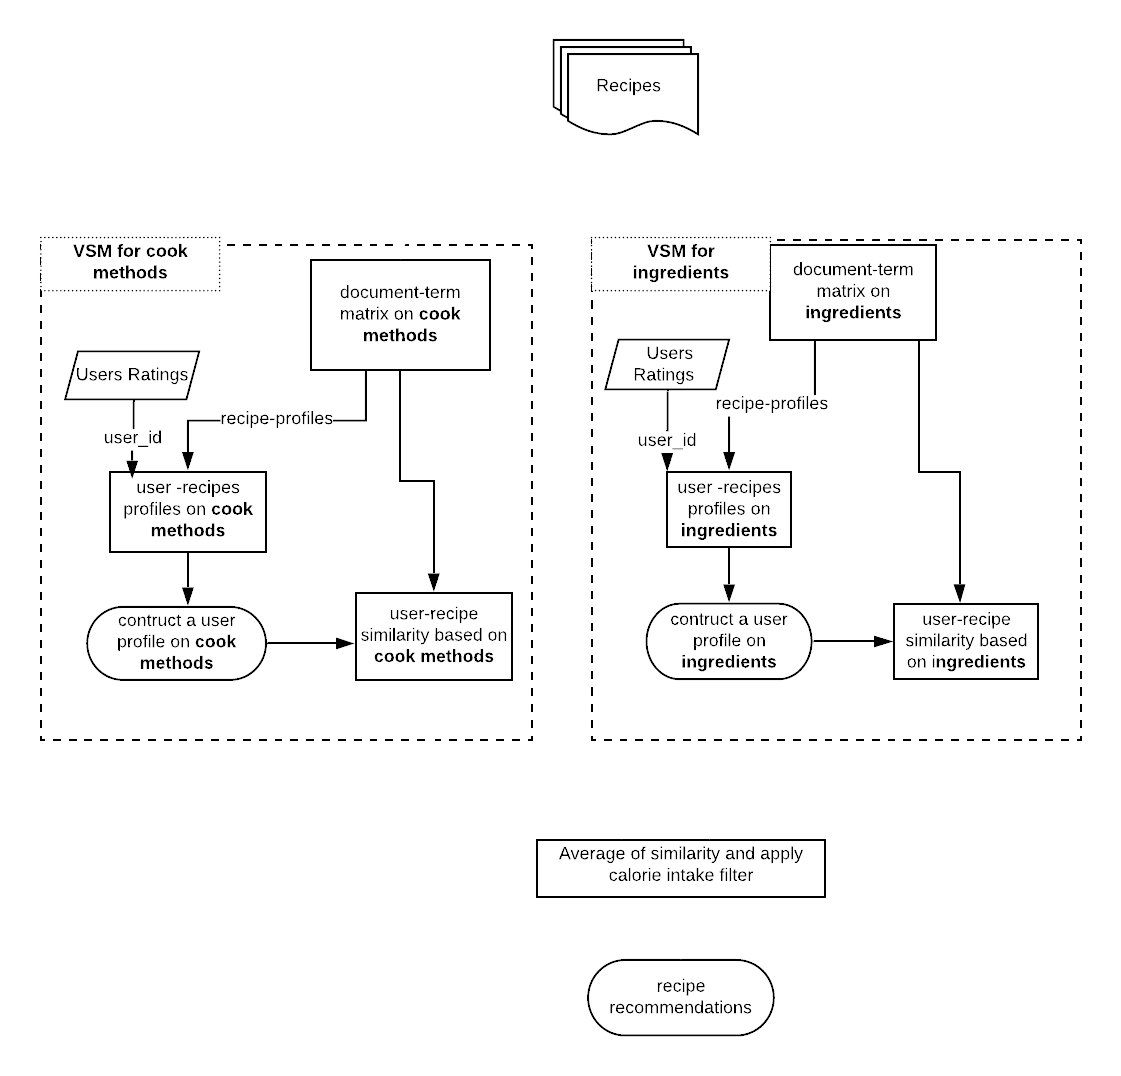 Recipes
VSM for cook
methods
document-term
matrix on cook
methods
Users Ratings
recipe-profiles
user_id
user -recipes
profiles on cook
methods
contruct a user
profile on cook
methods
user-recipe
similarity based on
cook methods
VSM for
ingredients
document-term
matrix on
ingredients
Users
Ratings
recipe-profiles
user_id
user -recipes
profiles on
ingredients
contruct a user
profile on
ingredients
user-recipe
similarity based
on ingredients
Average of similarity and apply
calorie intake filter
recipe
recommendations